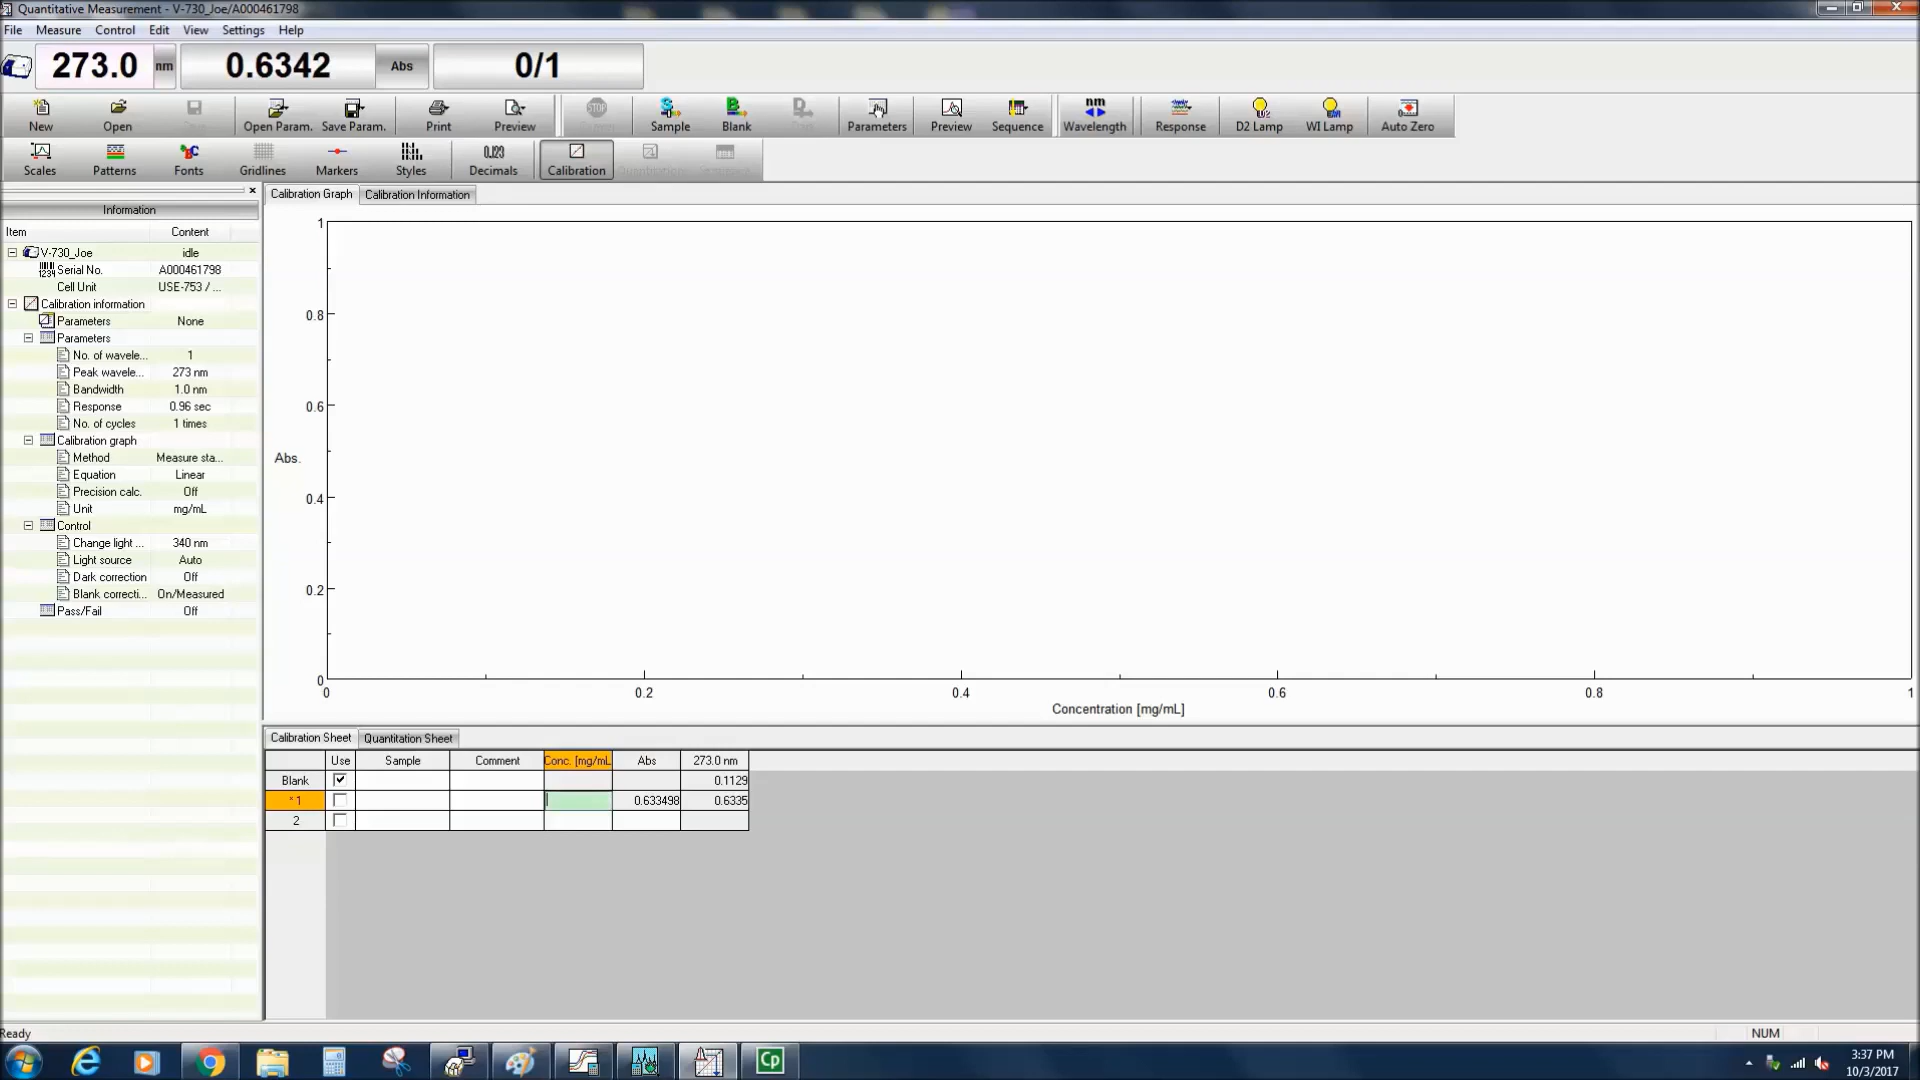 Quantitative Measurement - V-730_Joe/A000461798
File Measure Control Edit View Settings Help
273.0 nm 0.6342 Abs 0/1
New Open Open Param. Save Param. Print Preview STOP Sample Blank Parameters Preview Sequence nm Wavelength Response D2 Lamp WI Lamp Auto Zero
Scales Patterns Fonts Gridlines Markers Styles 0.123 Decimals Calibration
Information
Item Content
V-730_Joe idle
1234 Serial No. A000461798
Cell Unit USE-753 / ...
Calibration information
Parameters None
Parameters
No. of wavele... 1
Peak wavele... 273 nm
Bandwidth 1.0 nm
Response 0.96 sec
No. of cycles 1 times
Calibration graph
Method Measure sta...
Equation Linear
Precision calc. Off
Unit mg/mL
Control
Change light ... 340 nm
Light source Auto
Dark correction Off
Blank correcti... On/Measured
Pass/Fail Off
Calibration Graph Calibration Information
1
0.8
0.6
Abs.
0.4
0.2
0
0 0.2 0.4 0.6 0.8 1
Concentration [mg/mL]
Calibration Sheet Quantitation Sheet
Use Sample Comment Conc. [mg/mL Abs 273.0 nm
Blank 0.1129
* 1 0.633498 0.6335
2
Ready NUM
Cp
3:37 PM
10/3/2017